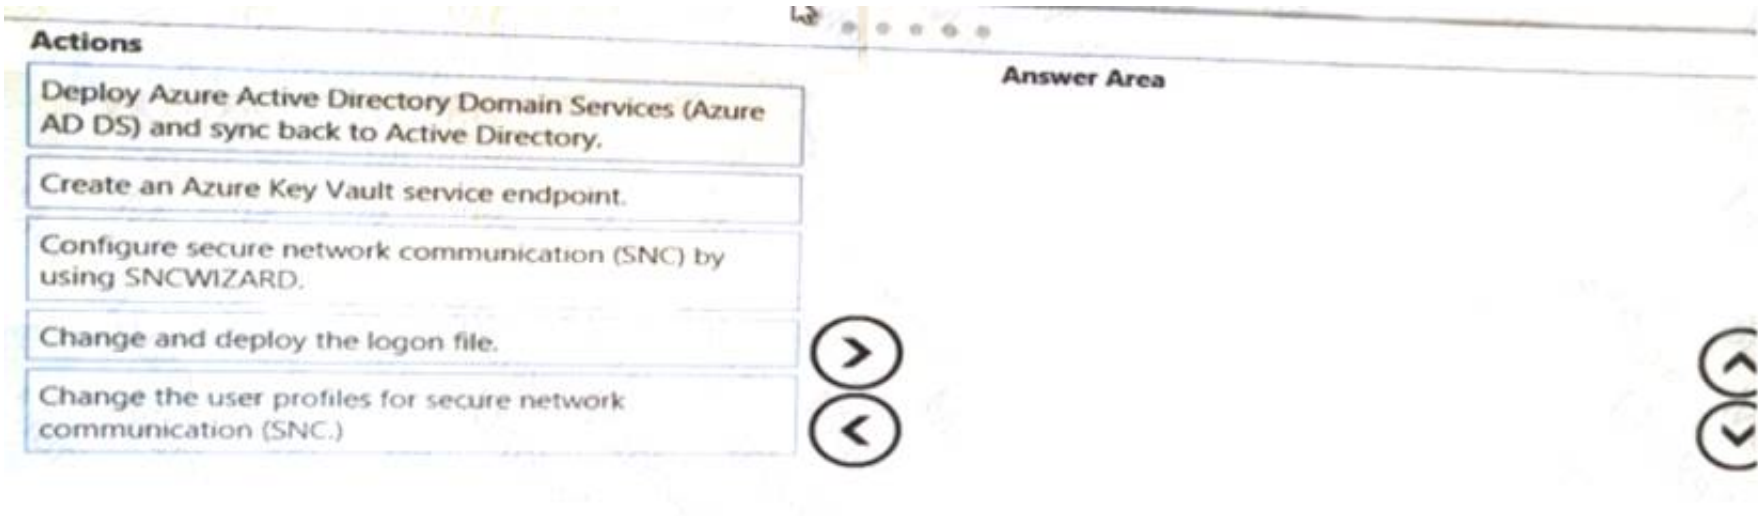 Actions
Answer Area
Deploy Azure Active Directory Domain Services (Azure
AD DS) and sync back to Active Directory.
Create an Azure Key Vault service endpoint.
Configure secure network communication (SNC) by
using SNCWIZARD.
Change and deploy the logon file.
Change the user profiles for secure network
communication (SNC.)